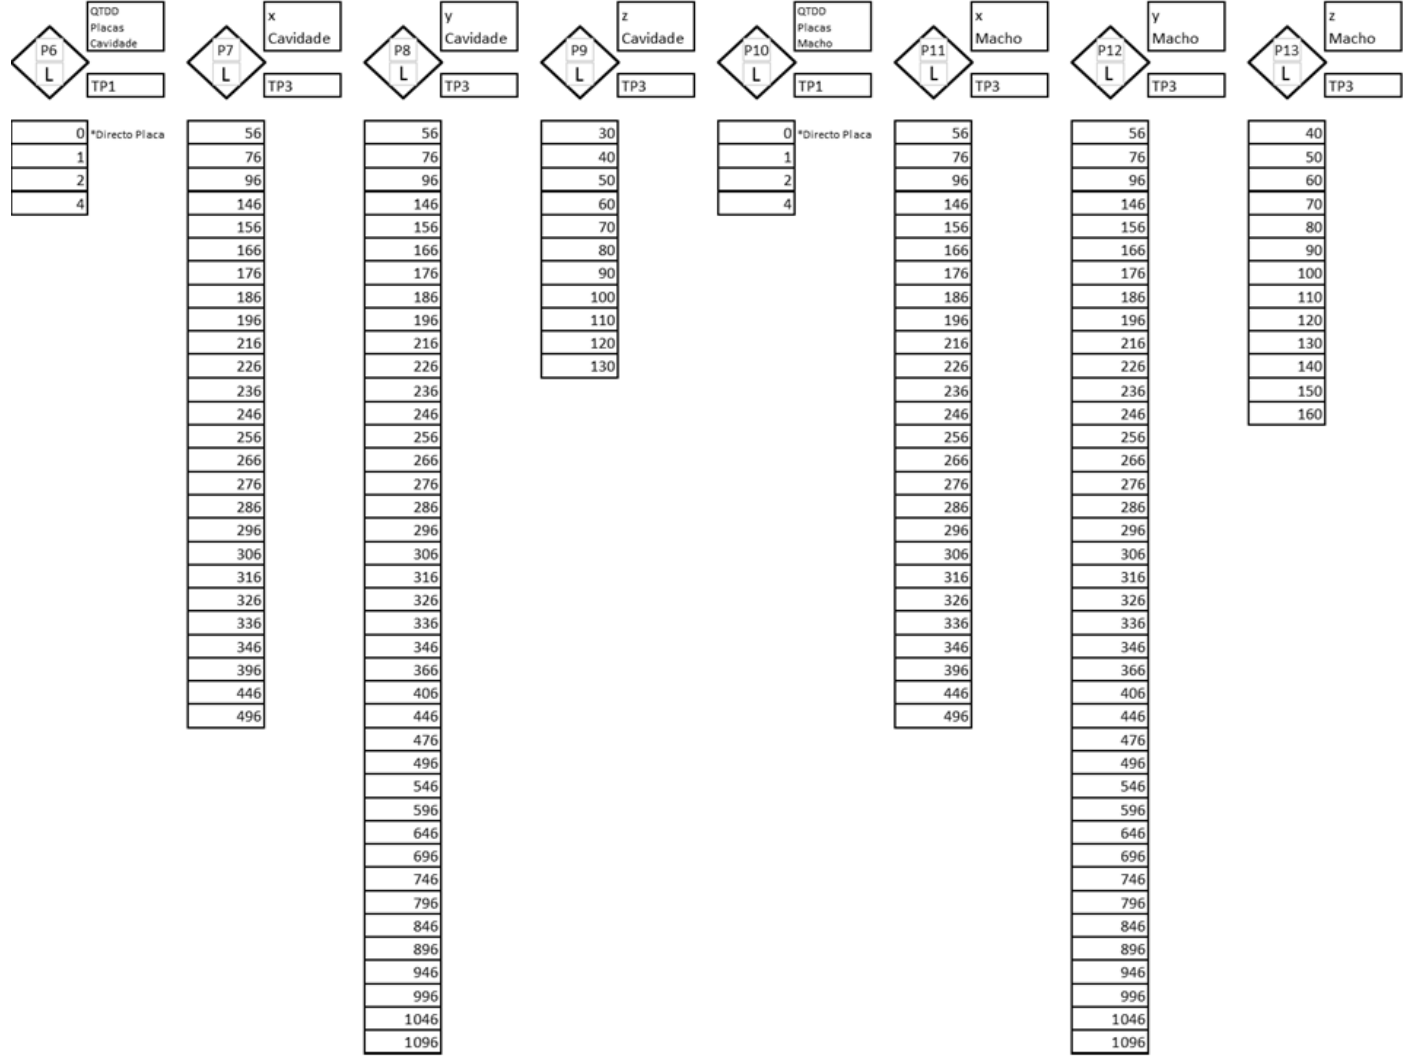 P6 L QTDD Placas Cavidade TP1
P7 L x Cavidade TP3
P8 L y Cavidade TP3
P9 L z Cavidade TP3
P10 L QTDD Placas Macho TP1
P11 L x Macho TP3
P12 L y Macho TP3
P13 L z Macho TP3
0 *Directo Placa 56 56 30 0 *Directo Placa 56 56 40
1 76 76 40 1 76 76 50
2 96 96 50 2 96 96 60
4 146 146 60 4 146 146 70
156 156 70 156 156 80
166 166 80 166 166 90
176 176 90 176 176 100
186 186 100 186 186 110
196 196 110 196 196 120
216 216 120 216 216 130
226 226 130 226 226 140
236 236 236 236 150
246 246 246 246 160
256 256 256 256
266 266 266 266
276 276 276 276
286 286 286 286
296 296 296 296
306 306 306 306
316 316 316 316
326 326 326 326
336 336 336 336
346 346 346 346
396 366 396 366
446 406 446 406
496 446 496 446
476 476
496 496
546 546
596 596
646 646
696 696
746 746
796 796
846 846
896 896
946 946
996 996
1046 1046
1096 1096